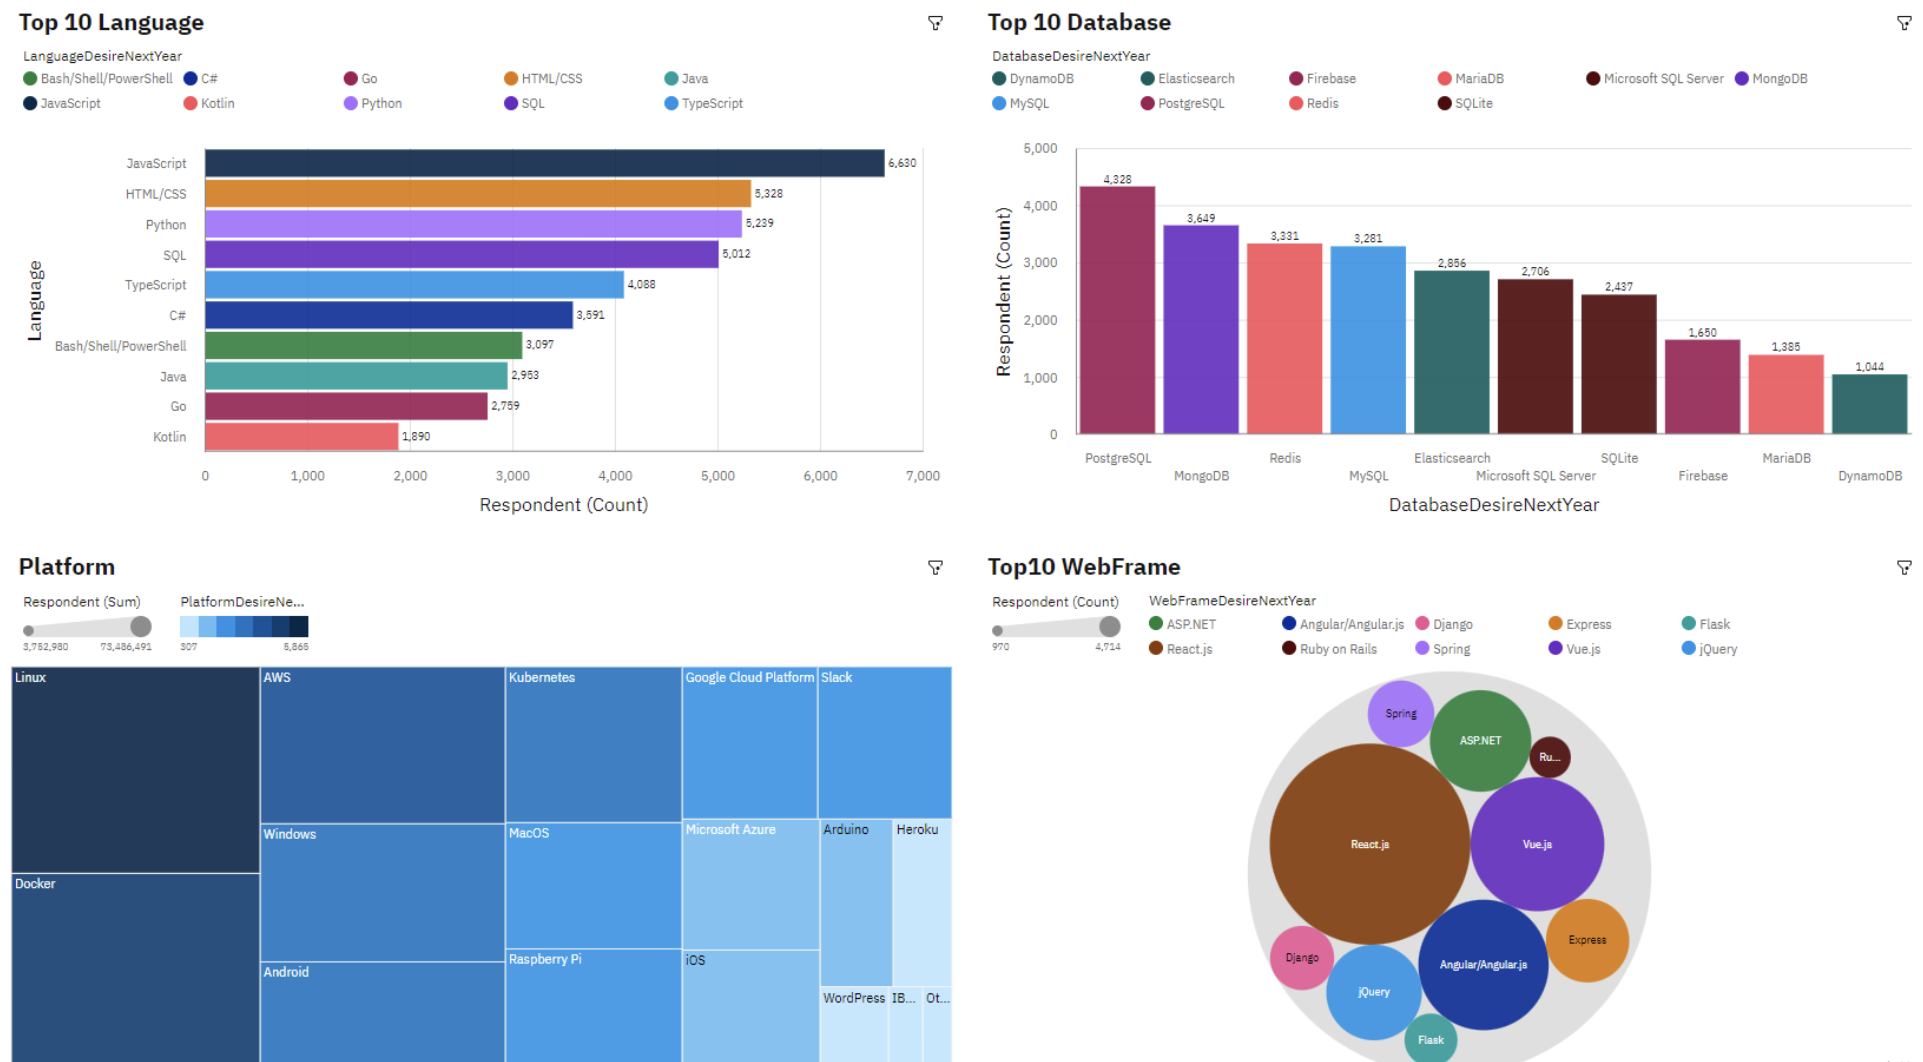 Top 10 Language
LanguageDesireNextYear
Bash/Shell/PowerShell C# Go HTML/CSS Java
JavaScript Kotlin Python SQL TypeScript
Language
JavaScript 6,630
HTML/CSS 5,328
Python 5,239
SQL 5,012
TypeScript 4,088
C# 3,591
Bash/Shell/PowerShell 3,097
Java 2,953
Go 2,759
Kotlin 1,890
0 1,000 2,000 3,000 4,000 5,000 6,000 7,000
Respondent (Count)
Top 10 Database
DatabaseDesireNextYear
DynamoDB Elasticsearch Firebase MariaDB Microsoft SQL Server MongoDB
MySQL PostgreSQL Redis SQLite
Respondent (Count)
5,000
4,000
3,000
2,000
1,000
0
4,328 3,649 3,331 3,281 2,856 2,706 2,437 1,650 1,385 1,044
PostgreSQL Redis Elasticsearch SQLite MariaDB
MongoDB MySQL Microsoft SQL Server Firebase DynamoDB
DatabaseDesireNextYear
Platform
Respondent (Sum) PlatformDesireNe...
3,752,980 73,486,491 307 5,865
Linux AWS Kubernetes Google Cloud Platform Slack
Windows MacOS Microsoft Azure Arduino Heroku
Docker
Android Raspberry Pi iOS
WordPress IB... Ot...
Top10 WebFrame
Respondent (Count) WebFrameDesireNextYear
970 4,714
ASP.NET Angular/Angular.js Django Express Flask
React.js Ruby on Rails Spring Vue.js jQuery
Spring
ASP.NET
Ru...
React.js
Vue.js
Express
Django
Angular/Angular.js
jQuery
Flask